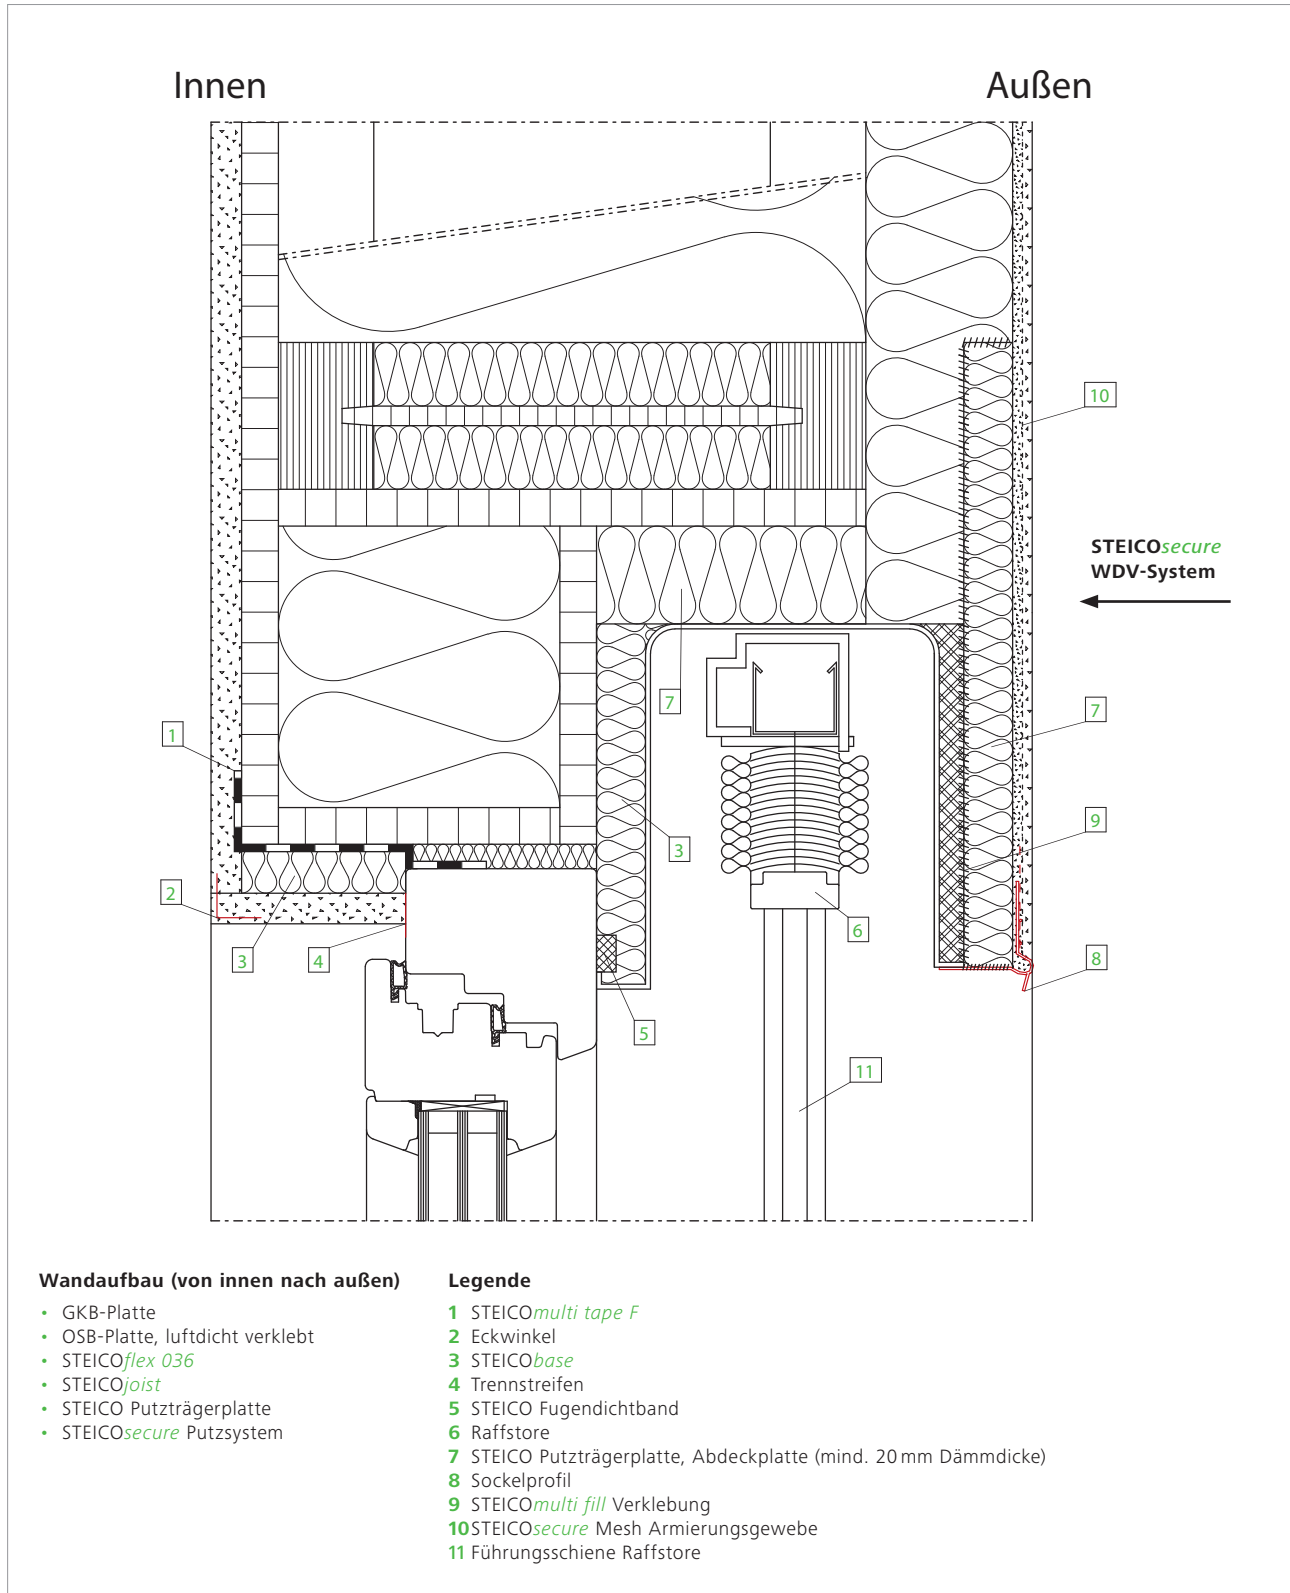 Innen
Außen
10
STEICOsecure
WDV-System
7
7
1
9
3
2
6
3
4
8
5
11
Wandaufbau (von innen nach außen)
• GKB-Platte
• OSB-Platte, luftdicht verklebt
• STEICOflex 036
• STEICOjoist
• STEICO Putzträgerplatte
• STEICOsecure Putzsystem
Legende
1 STEICOmulti tape F
2 Eckwinkel
3 STEICObase
4 Trennstreifen
5 STEICO Fugendichtband
6 Raffstore
7 STEICO Putzträgerplatte, Abdeckplatte (mind. 20 mm Dämmdicke)
8 Sockelprofil
9 STEICOmulti fill Verklebung
10 STEICOsecure Mesh Armierungsgewebe
11 Führungsschiene Raffstore